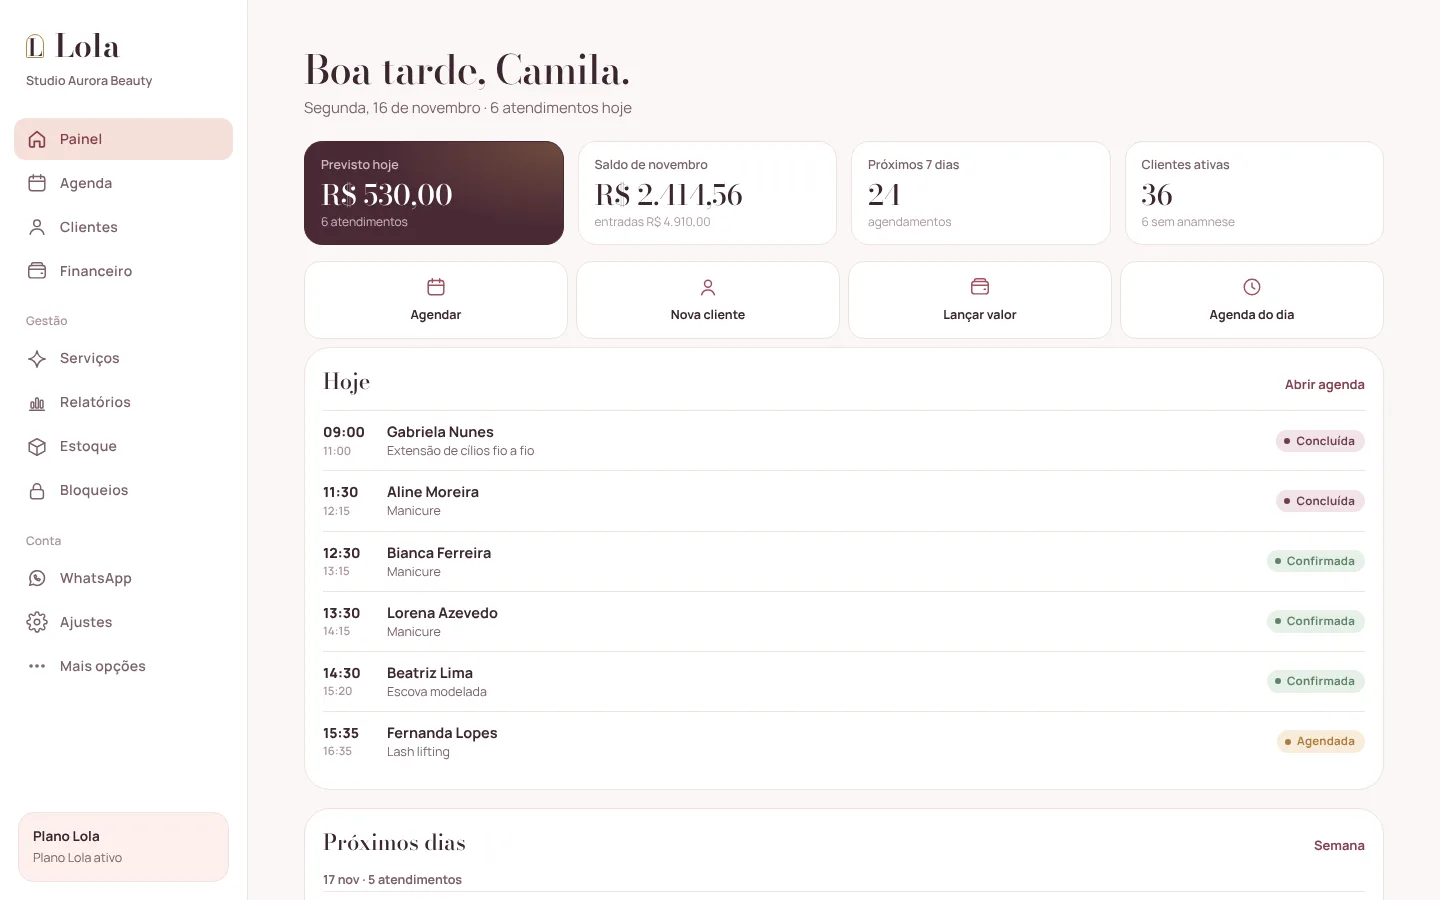 Lola
Studio Aurora Beauty
Painel
Agenda
Clientes
Financeiro
Gestão
Serviços
Relatórios
Estoque
Bloqueios
Conta
WhatsApp
Ajustes
Mais opções
Plano Lola
Plano Lola ativo
Boa tarde, Camila.
Segunda, 16 de novembro · 6 atendimentos hoje
Previsto hoje
R$ 530,00
6 atendimentos
Saldo de novembro
R$ 2.414,56
entradas R$ 4.910,00
Próximos 7 dias
24
agendamentos
Clientes ativas
36
6 sem anamnese
Agendar
Nova cliente
Lançar valor
Agenda do dia
Hoje
Abrir agenda
09:00 Gabriela Nunes
11:00 Extensão de cílios fio a fio
Concluída
11:30 Aline Moreira
12:15 Manicure
Concluída
12:30 Bianca Ferreira
13:15 Manicure
Confirmada
13:30 Lorena Azevedo
14:15 Manicure
Confirmada
14:30 Beatriz Lima
15:20 Escova modelada
Confirmada
15:35 Fernanda Lopes
16:35 Lash lifting
Agendada
Próximos dias
Semana
17 nov · 5 atendimentos